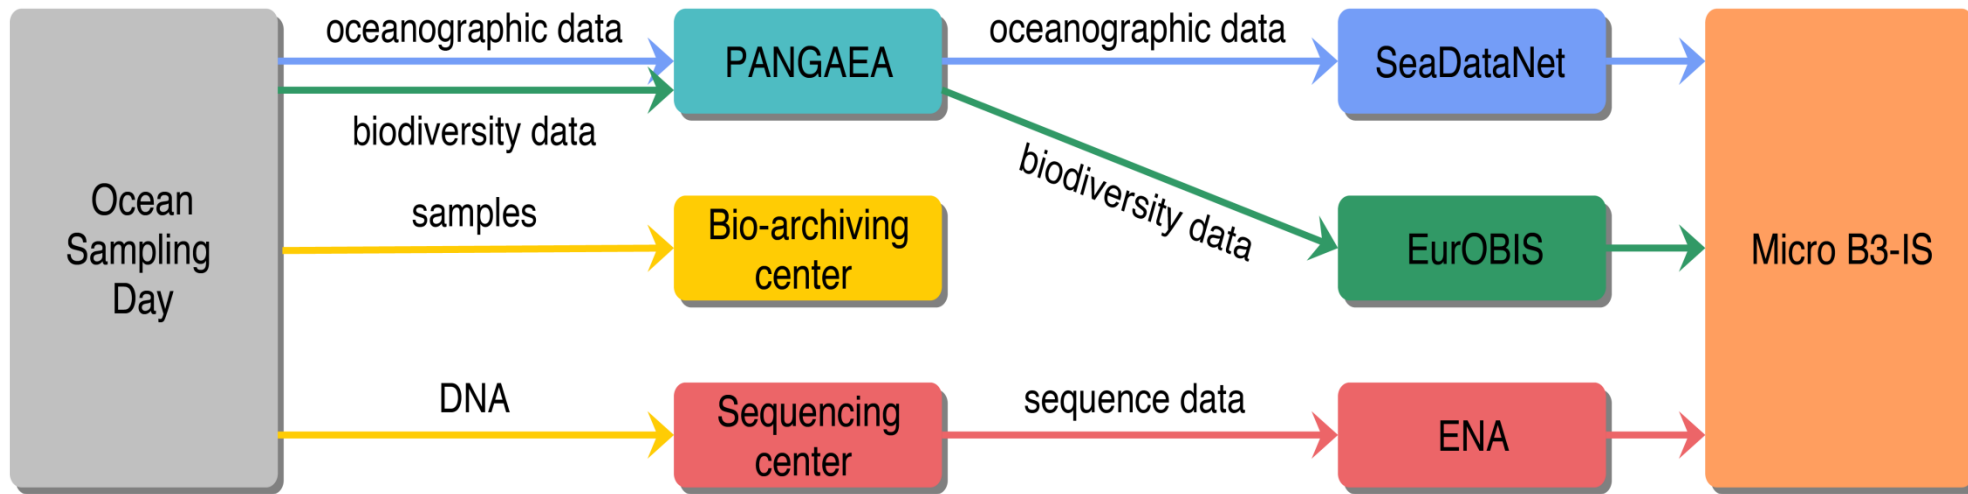 Ocean
Sampling
Day
oceanographic data
biodiversity data
samples
DNA
PANGAEA
Bio-archiving
center
Sequencing
center
oceanographic data
biodiversity data
sequence data
SeaDataNet
EurOBIS
ENA
Micro B3-IS